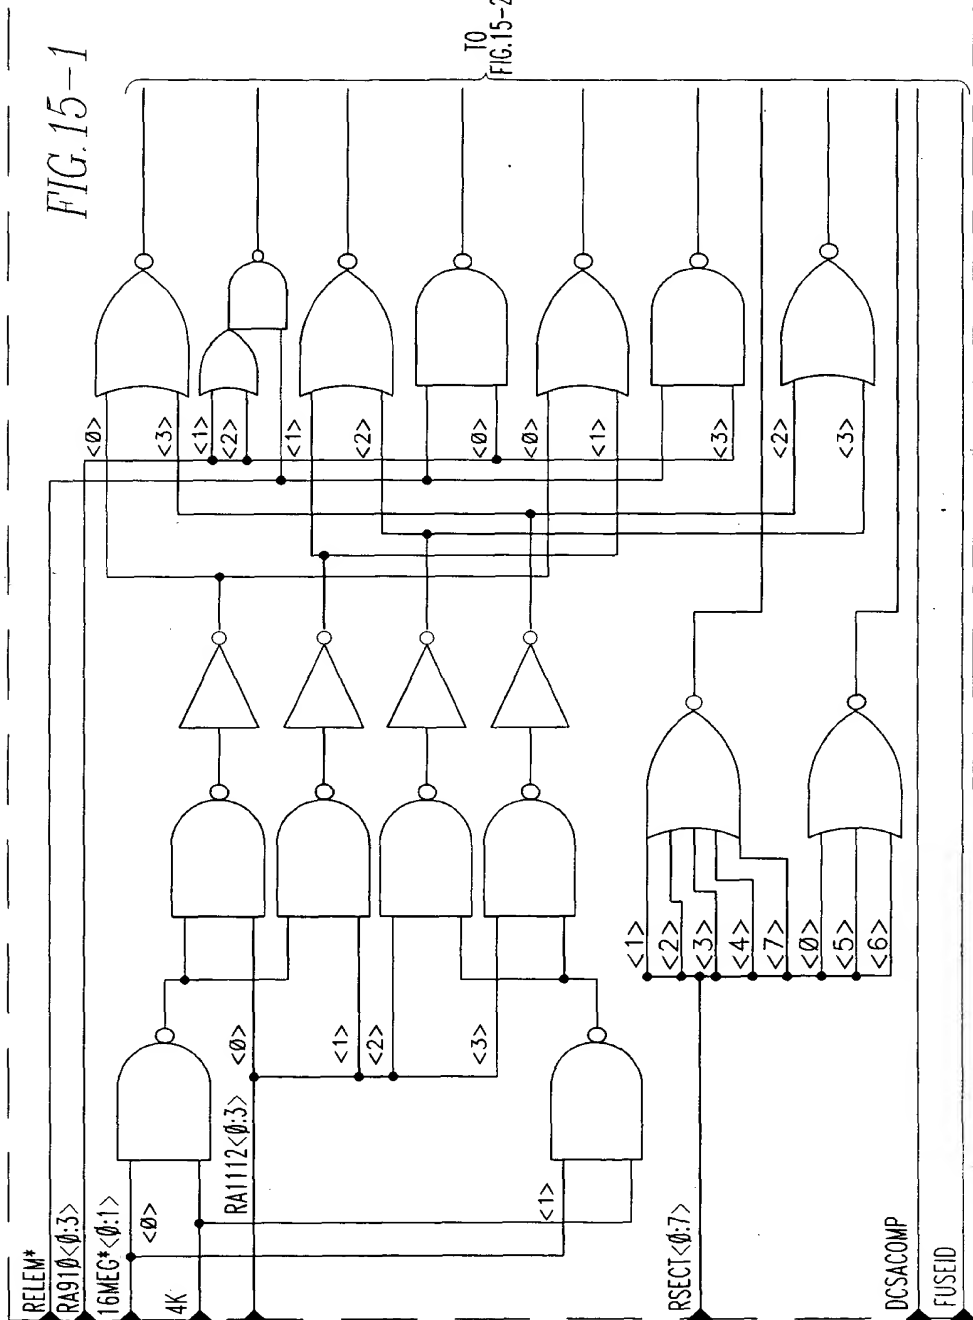 FIG.15-1
TO
FIG.15-2
RELEM*
RA91Ø<Ø:3>
16MEG*<Ø:1>
<Ø>
4K
RA1112<Ø:3>
<Ø>
<1>
<2>
<3>
<1>
<Ø>
<3>
<1>
<2>
<1>
<2>
<Ø>
<Ø>
<1>
<3>
<2>
<3>
RSECT<Ø:7>
<1>
<2>
<3>
<4>
<7>
<Ø>
<5>
<6>
DCSACOMP
FUSEID